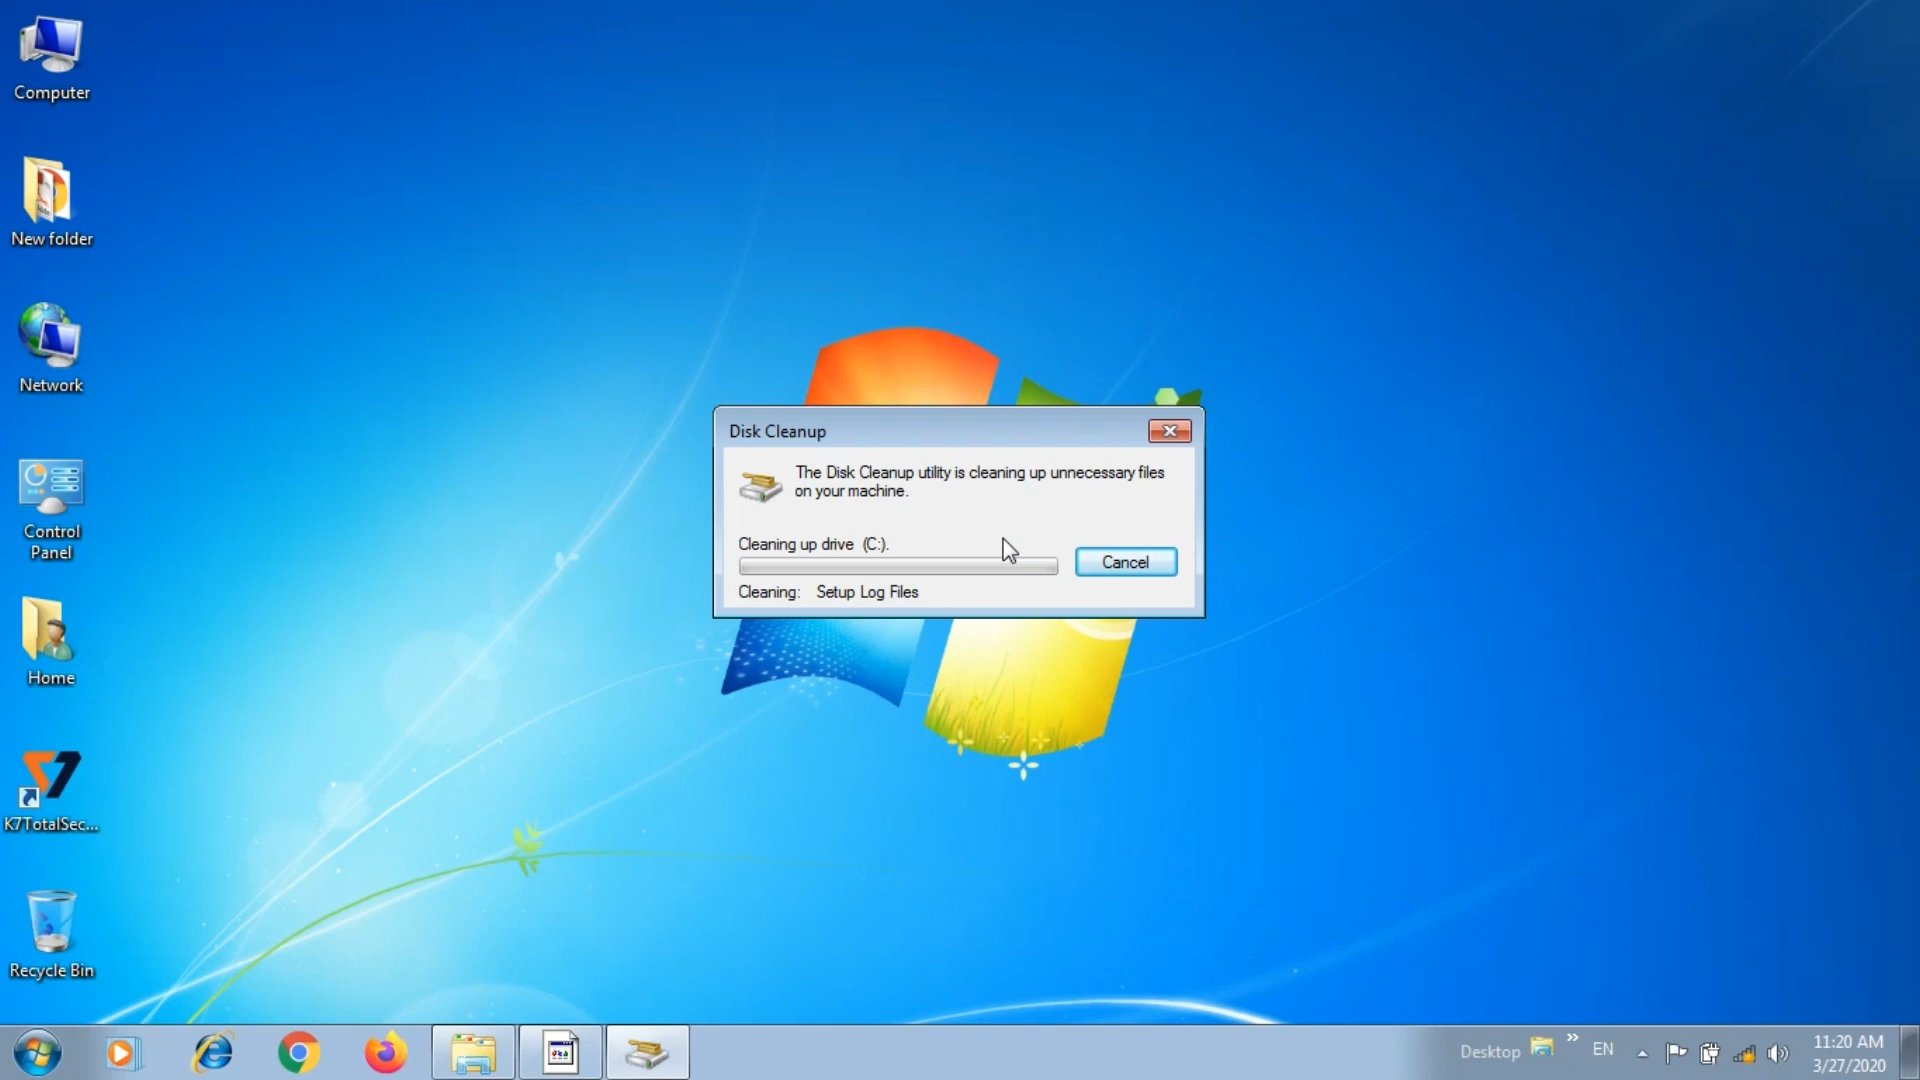 Computer
New folder
Network
Control
Panel
Home
K7TotalSec...
Recycle Bin
Disk Cleanup
The Disk Cleanup utility is cleaning up unnecessary files
on your machine.
Cleaning up drive (C:).
Cancel
Cleaning: Setup Log Files
Desktop
»
EN
11:20 AM
3/27/2020